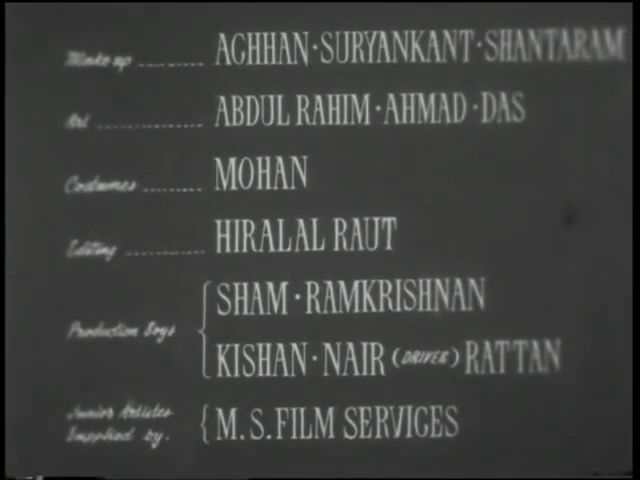 Make up ........ AGHHAN · SURYANKANT · SHANTARAM
Art ............ ABDUL RAHIM · AHMAD · DAS
Costumes ....... MOHAN
Editing ......... HIRALAL RAUT
Production Boys { SHAM · RAMKRISHNAN
KISHAN · NAIR (DRIVER) RATTAN
Junior Artistes
Supplied by. { M. S. FILM SERVICES